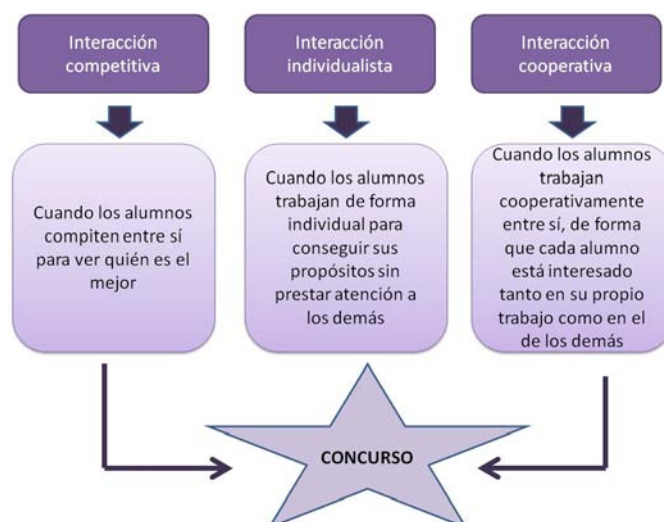 Interacción
competitiva
Interacción
individualista
Interacción
cooperativa
Cuando los alumnos
compiten entre sí
para ver quién es el
mejor
Cuando los alumnos
trabajan de forma
individual para
conseguir sus
propósitos sin
prestar atención a
los demás
Cuando los alumnos
trabajan
cooperativamente
entre sí, de forma
que cada alumno
está interesado
tanto en su propio
trabajo como en el
de los demás
CONCURSO